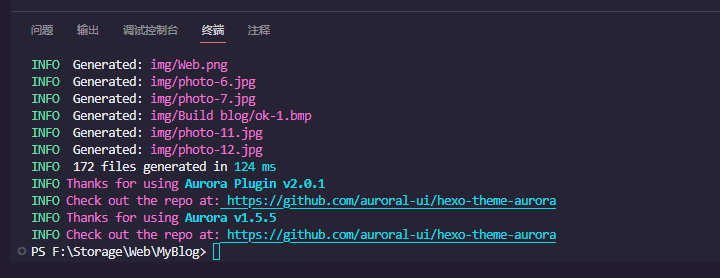 问题 输出 调试控制台 终端 注释
INFO  Generated: img/Web.png
INFO  Generated: img/photo-6.jpg
INFO  Generated: img/photo-7.jpg
INFO  Generated: img/Build blog/ok-1.bmp
INFO  Generated: img/photo-11.jpg
INFO  Generated: img/photo-12.jpg
INFO  172 files generated in 124 ms
INFO Thanks for using Aurora Plugin v2.0.1
INFO Check out the repo at: https://github.com/auroral-ui/hexo-theme-aurora
INFO Thanks for using Aurora v1.5.5
INFO Check out the repo at: https://github.com/auroral-ui/hexo-theme-aurora
PS F:\Storage\Web\MyBlog>